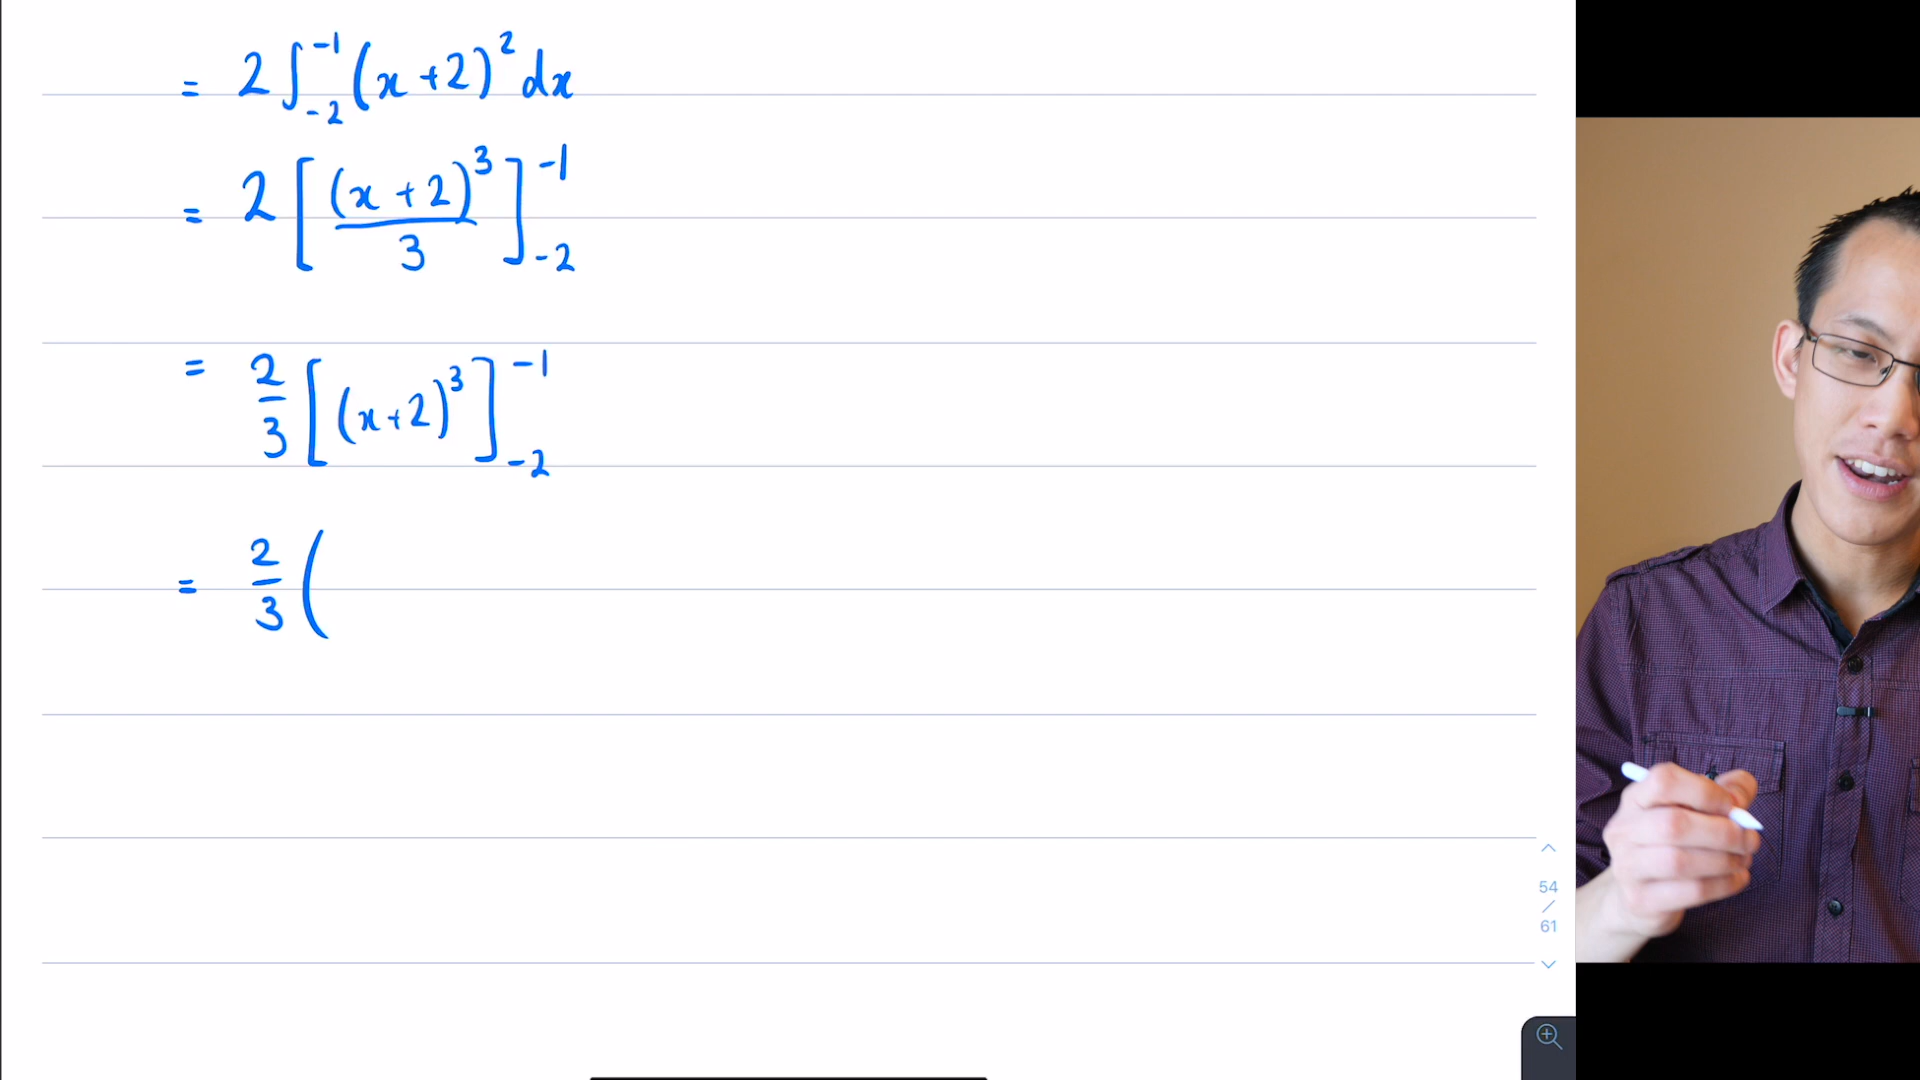 = 2∫₋₂⁻¹ (x+2)² dx
= 2 [(x+2)³/3]₋₂⁻¹
= 2/3 [(x+2)³]₋₂⁻¹
= 2/3 (
54
/
61